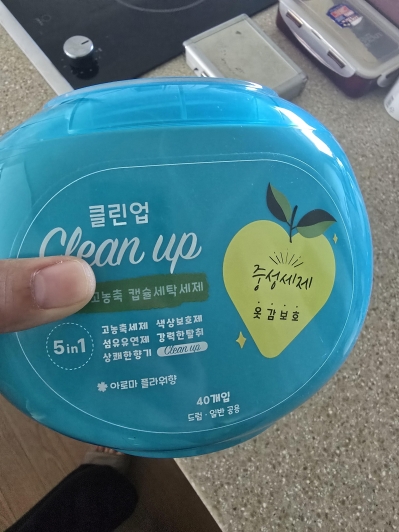 클린업
Clean up
고농축 캡슐세탁세제
5 in 1
고농축세제 색상보호제
섬유유연제 강력한탈취
상쾌한향기 Clean up
아로마 플라워향
중성세제
옷감보호
40개입
드럼·일반 공용